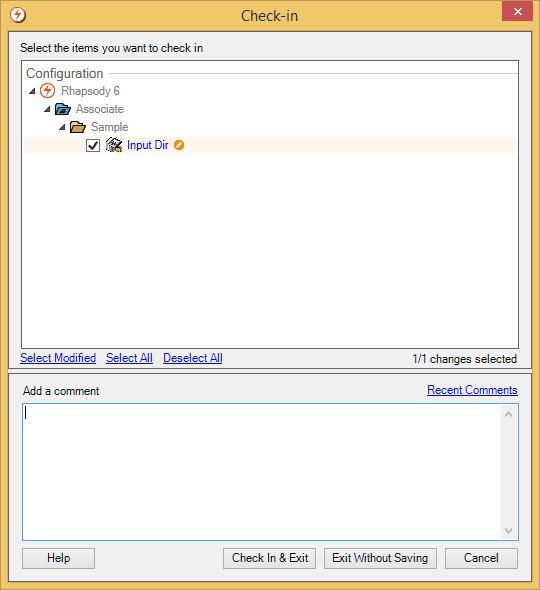 Check-in
Select the items you want to check in
Configuration
Rhapsody 6
Associate
Sample
Input Dir
Select Modified Select All Deselect All 1/1 changes selected
Add a comment Recent Comments
Help Check In & Exit Exit Without Saving Cancel